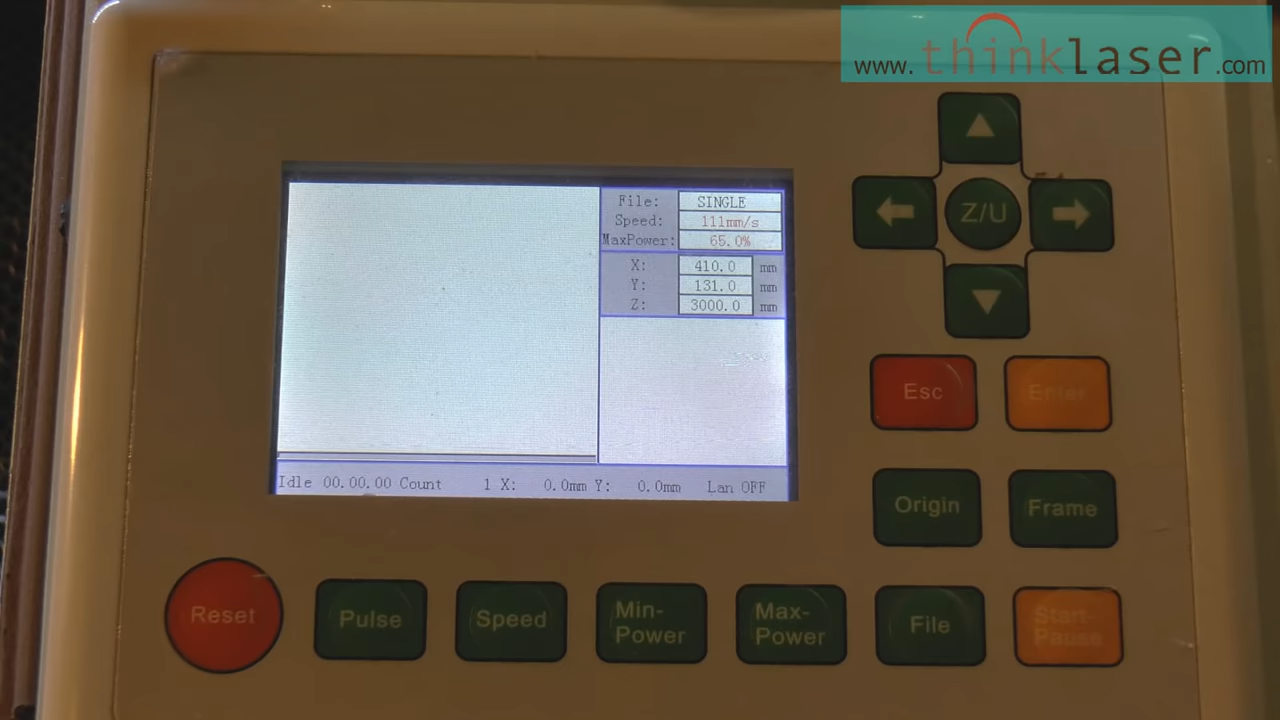 www.thinklaser.com
File: SINGLE
Speed: 111mm/s
MaxPower: 65.0%
X: 410.0 mm
Y: 131.0 mm
Z: 3000.0 mm
Idle 00.00.00 Count 1 X: 0.0mm Y: 0.0mm Lan OFF
Z/U
Esc
Enter
Origin
Frame
Reset
Pulse
Speed
Min-
Power
Max-
Power
File
Start-
Pause